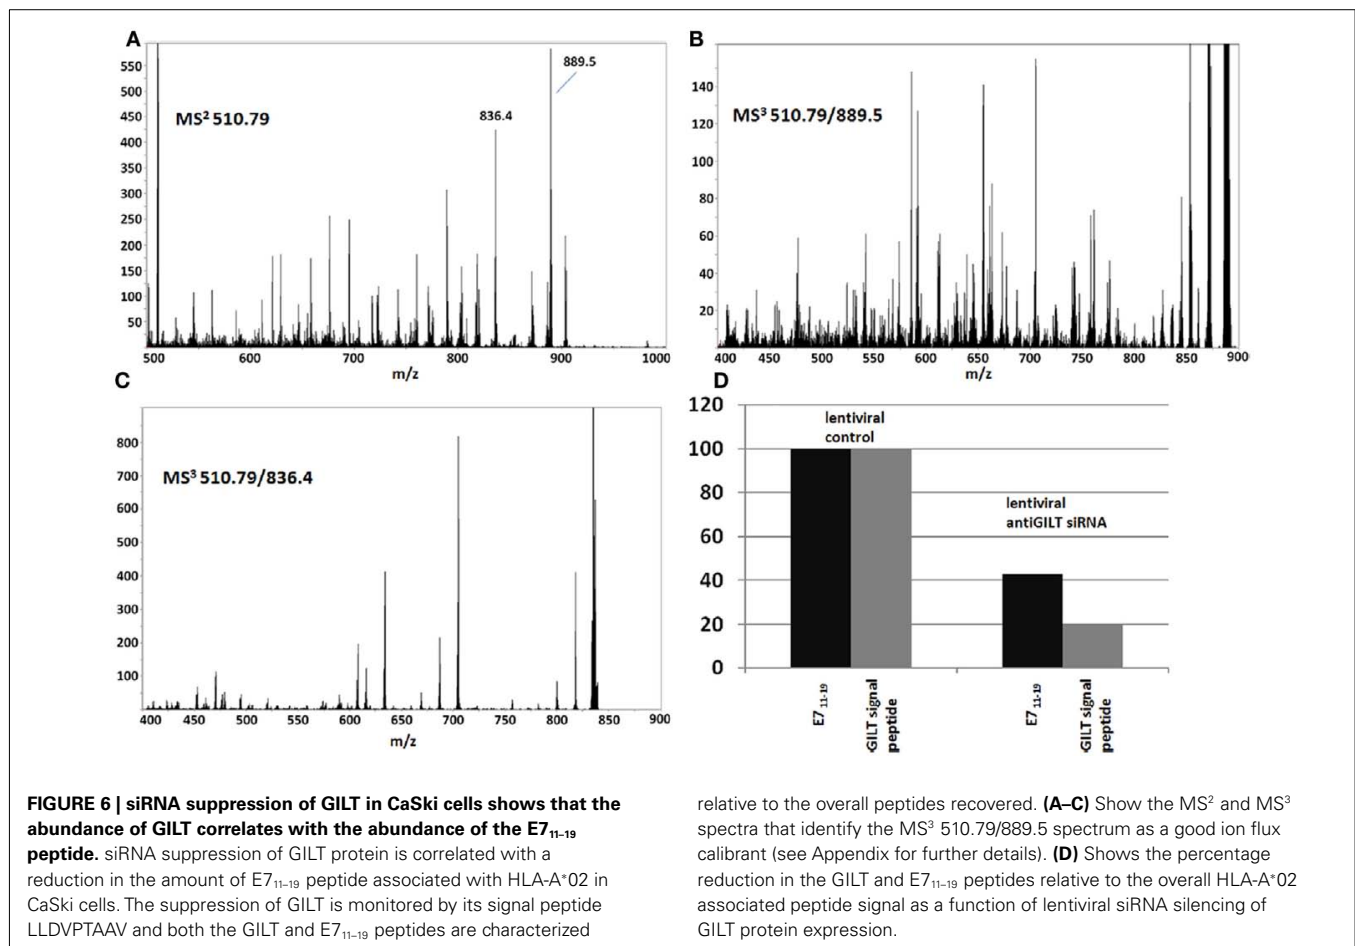 A
550
500
450
400
350
300
250
200
150
100
50
MS² 510.79
836.4
889.5
500 600 700 800 900 1000
m/z
B
140
120
100
80
60
40
20
MS³ 510.79/889.5
400 450 500 550 600 650 700 750 800 850 900
m/z
C
800
700
600
500
400
300
200
100
MS³ 510.79/836.4
400 450 500 550 600 650 700 750 800 850 900
m/z
D
120
100
80
60
40
20
0
lentiviral
control
lentiviral
antiGILT siRNA
E7 11-19
GILT signal
peptide
E7 11-19
GILT signal
peptide
FIGURE 6 | siRNA suppression of GILT in CaSki cells shows that the
abundance of GILT correlates with the abundance of the E7₁₁₋₁₉
peptide. siRNA suppression of GILT protein is correlated with a
reduction in the amount of E7₁₁₋₁₉ peptide associated with HLA-A*02 in
CaSki cells. The suppression of GILT is monitored by its signal peptide
LLDVPTAAV and both the GILT and E7₁₁₋₁₉ peptides are characterized
relative to the overall peptides recovered. (A–C) Show the MS² and MS³
spectra that identify the MS³ 510.79/889.5 spectrum as a good ion flux
calibrant (see Appendix for further details). (D) Shows the percentage
reduction in the GILT and E7₁₁₋₁₉ peptides relative to the overall HLA-A*02
associated peptide signal as a function of lentiviral siRNA silencing of
GILT protein expression.